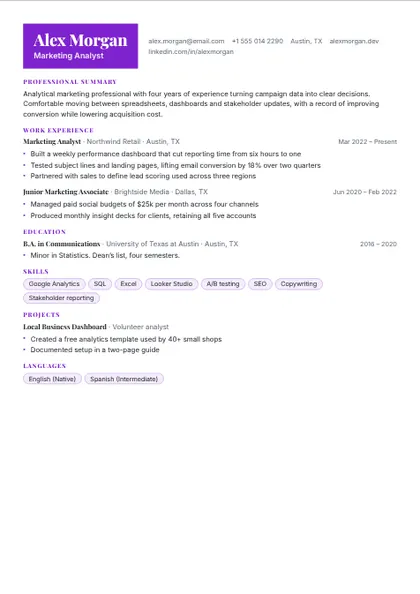 Alex Morgan
Marketing Analyst
alex.morgan@email.com +1 555 014 2290 Austin, TX alexmorgan.dev
linkedin.com/in/alexmorgan
PROFESSIONAL SUMMARY
Analytical marketing professional with four years of experience turning campaign data into clear decisions.
Comfortable moving between spreadsheets, dashboards and stakeholder updates, with a record of improving
conversion while lowering acquisition cost.
WORK EXPERIENCE
Marketing Analyst · Northwind Retail · Austin, TX Mar 2022 – Present
• Built a weekly performance dashboard that cut reporting time from six hours to one
• Tested subject lines and landing pages, lifting email conversion by 18% over two quarters
• Partnered with sales to define lead scoring used across three regions
Junior Marketing Associate · Brightside Media · Dallas, TX Jun 2020 – Feb 2022
• Managed paid social budgets of $25k per month across four channels
• Produced monthly insight decks for clients, retaining all five accounts
EDUCATION
B.A. in Communications · University of Texas at Austin · Austin, TX 2016 – 2020
• Minor in Statistics. Dean's list, four semesters.
SKILLS
Google Analytics SQL Excel Looker Studio A/B testing SEO Copywriting
Stakeholder reporting
PROJECTS
Local Business Dashboard · Volunteer analyst
• Created a free analytics template used by 40+ small shops
• Documented setup in a two-page guide
LANGUAGES
English (Native) Spanish (Intermediate)